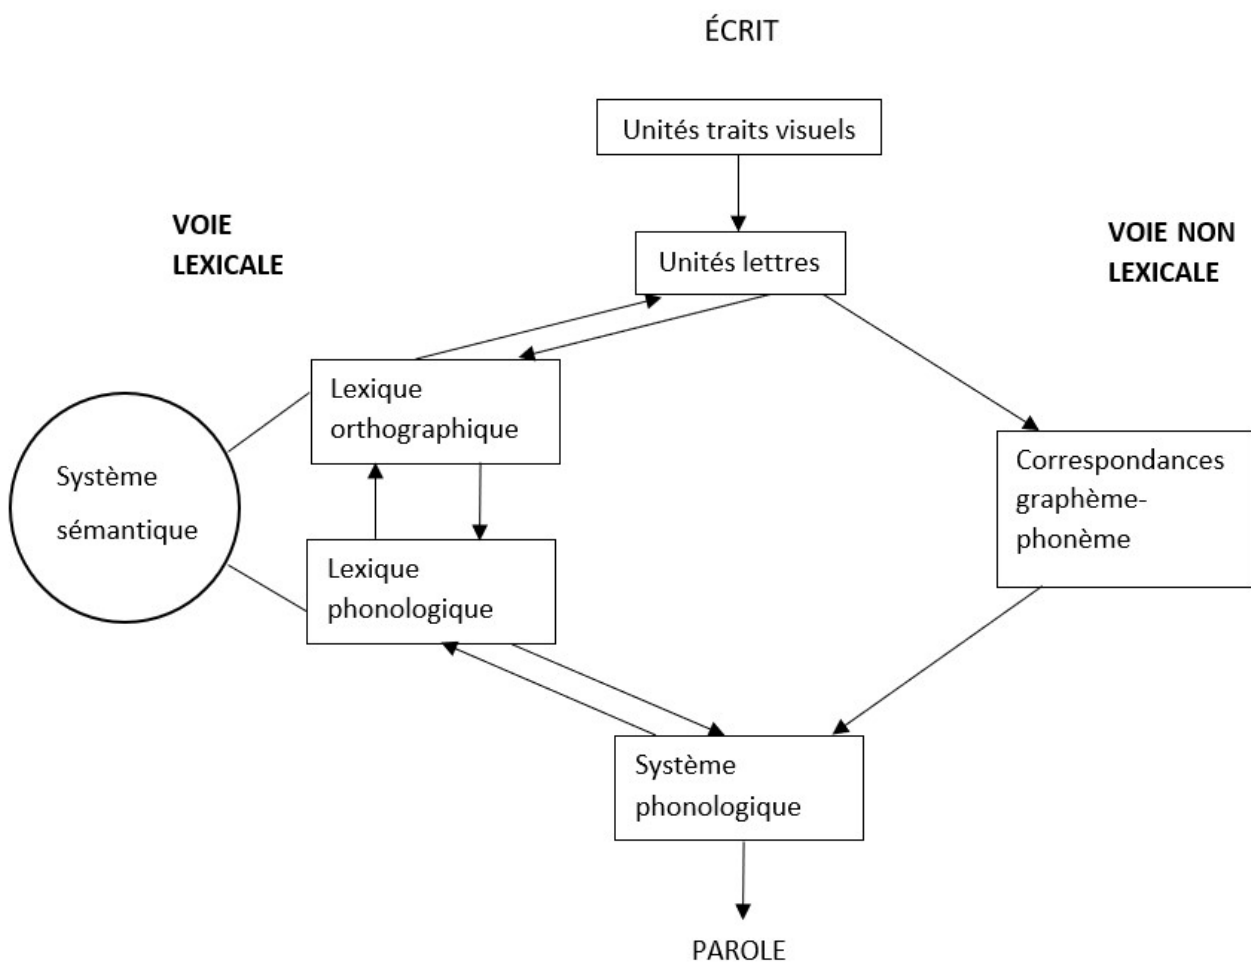 ÉCRIT
Unités traits visuels
VOIE
LEXICALE
VOIE NON
LEXICALE
Unités lettres
Lexique
orthographique
Système
sémantique
Correspondances
graphème-
phonème
Lexique
phonologique
Système
phonologique
PAROLE